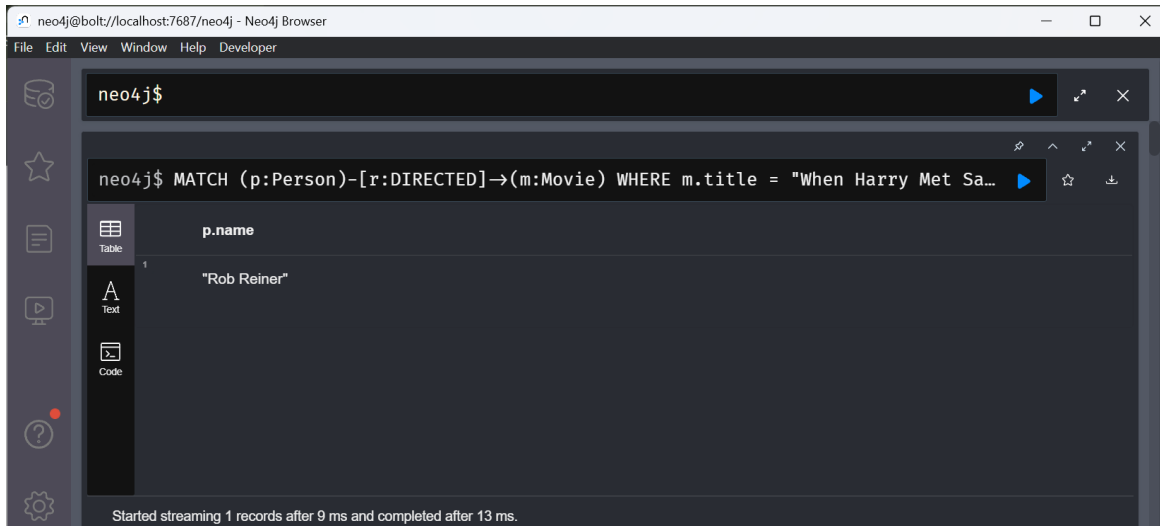 neo4j@bolt://localhost:7687/neo4j - Neo4j Browser
File Edit View Window Help Developer
neo4j$
neo4j$ MATCH (p:Person)-[r:DIRECTED]→(m:Movie) WHERE m.title = "When Harry Met Sa…
Table
p.name
1
"Rob Reiner"
A
Text
Code
Started streaming 1 records after 9 ms and completed after 13 ms.